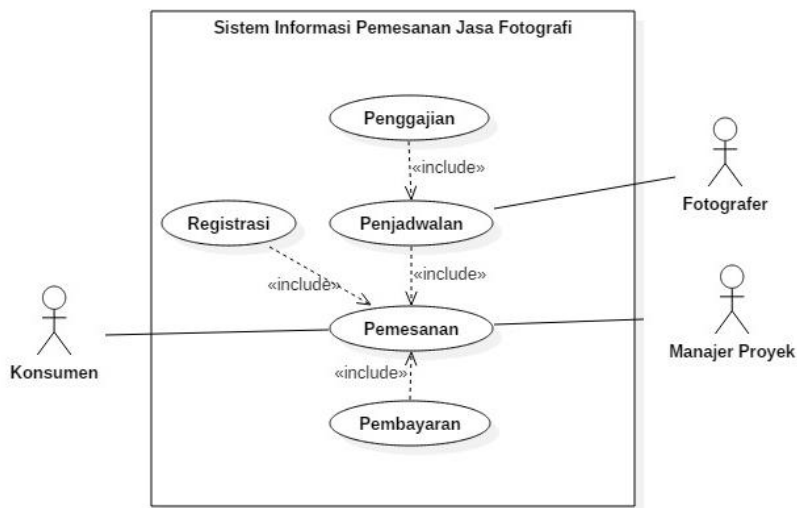 Sistem Informasi Pemesanan Jasa Fotografi
Penggajian
«include»
Fotografer
Registrasi
Penjadwalan
«include»
«include»
Konsumen
Pemesanan
Manajer Proyek
«include»
Pembayaran